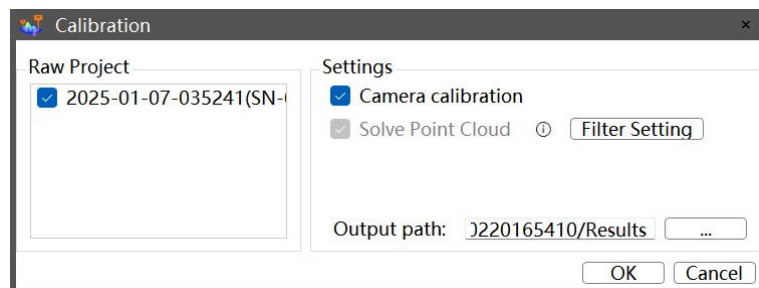 Calibration
Raw Project
2025-01-07-035241(SN-
Settings
Camera calibration
Solve Point Cloud
Filter Setting
Output path:
0220165410/Results
...
OK
Cancel